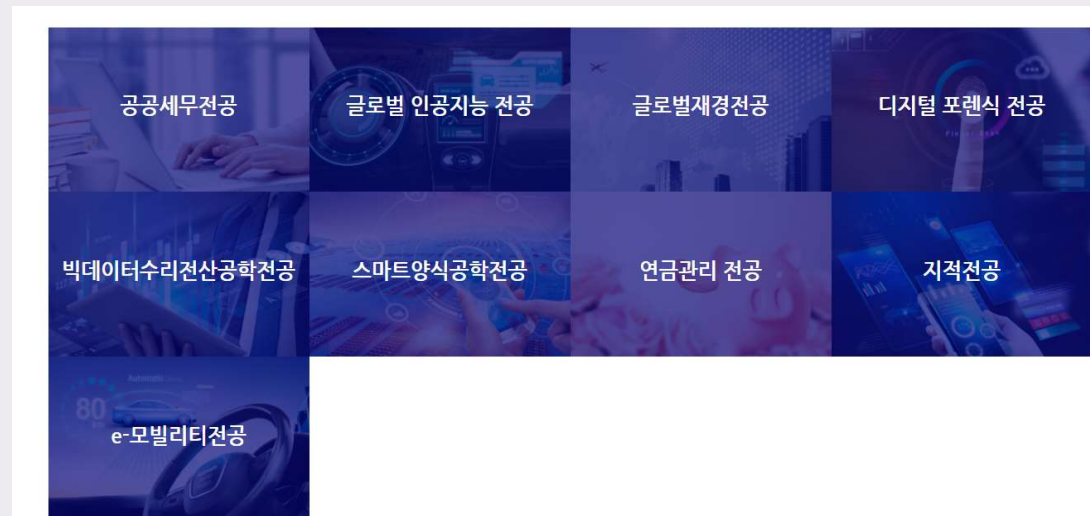 공공세무전공
글로벌 인공지능 전공
글로벌재경전공
디지털 포렌식 전공
빅데이터수리전산공학전공
스마트양식공학전공
연금관리 전공
지적전공
80
e-모빌리티전공